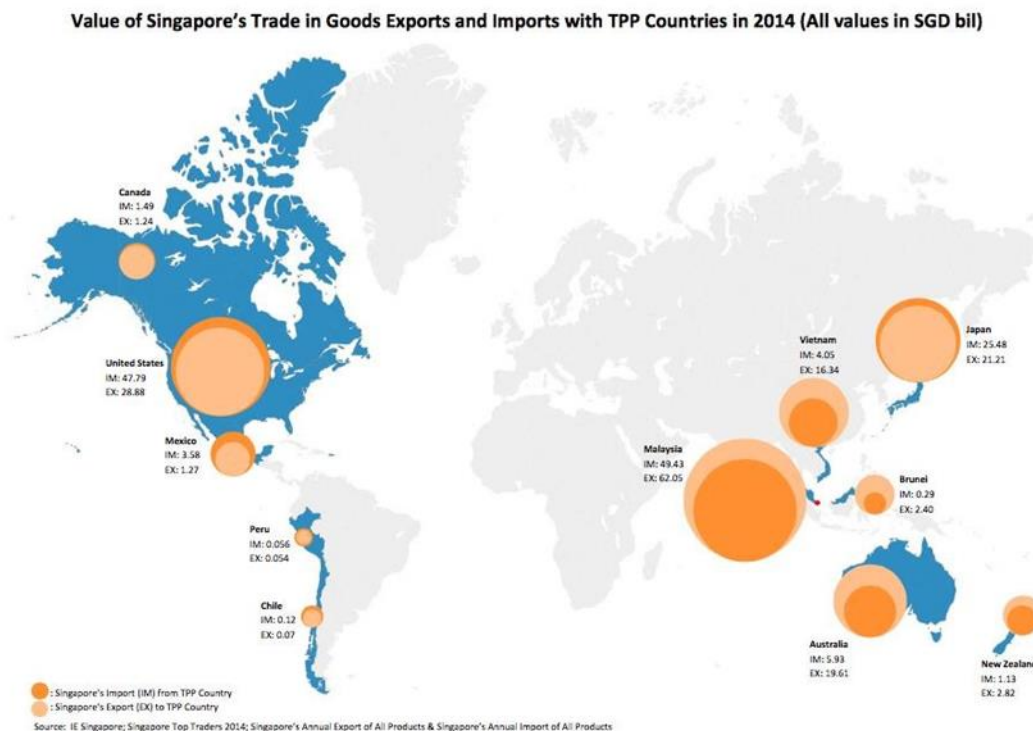 Value of Singapore's Trade in Goods Exports and Imports with TPP Countries in 2014 (All values in SGD bil)
Canada
IM: 1.49
EX: 1.24
United States
IM: 47.79
EX: 28.88
Mexico
IM: 3.58
EX: 1.27
Peru
IM: 0.056
EX: 0.054
Chile
IM: 0.12
EX: 0.07
Japan
IM: 25.48
EX: 21.21
Vietnam
IM: 4.05
EX: 16.34
Malaysia
IM: 49.43
EX: 62.05
Brunei
IM: 0.29
EX: 2.40
Australia
IM: 5.93
EX: 19.61
New Zealand
IM: 1.13
EX: 2.82
: Singapore's Import (IM) from TPP Country
: Singapore's Export (EX) to TPP Country
Source: IE Singapore; Singapore Top Traders 2014; Singapore's Annual Export of All Products & Singapore's Annual Import of All Products